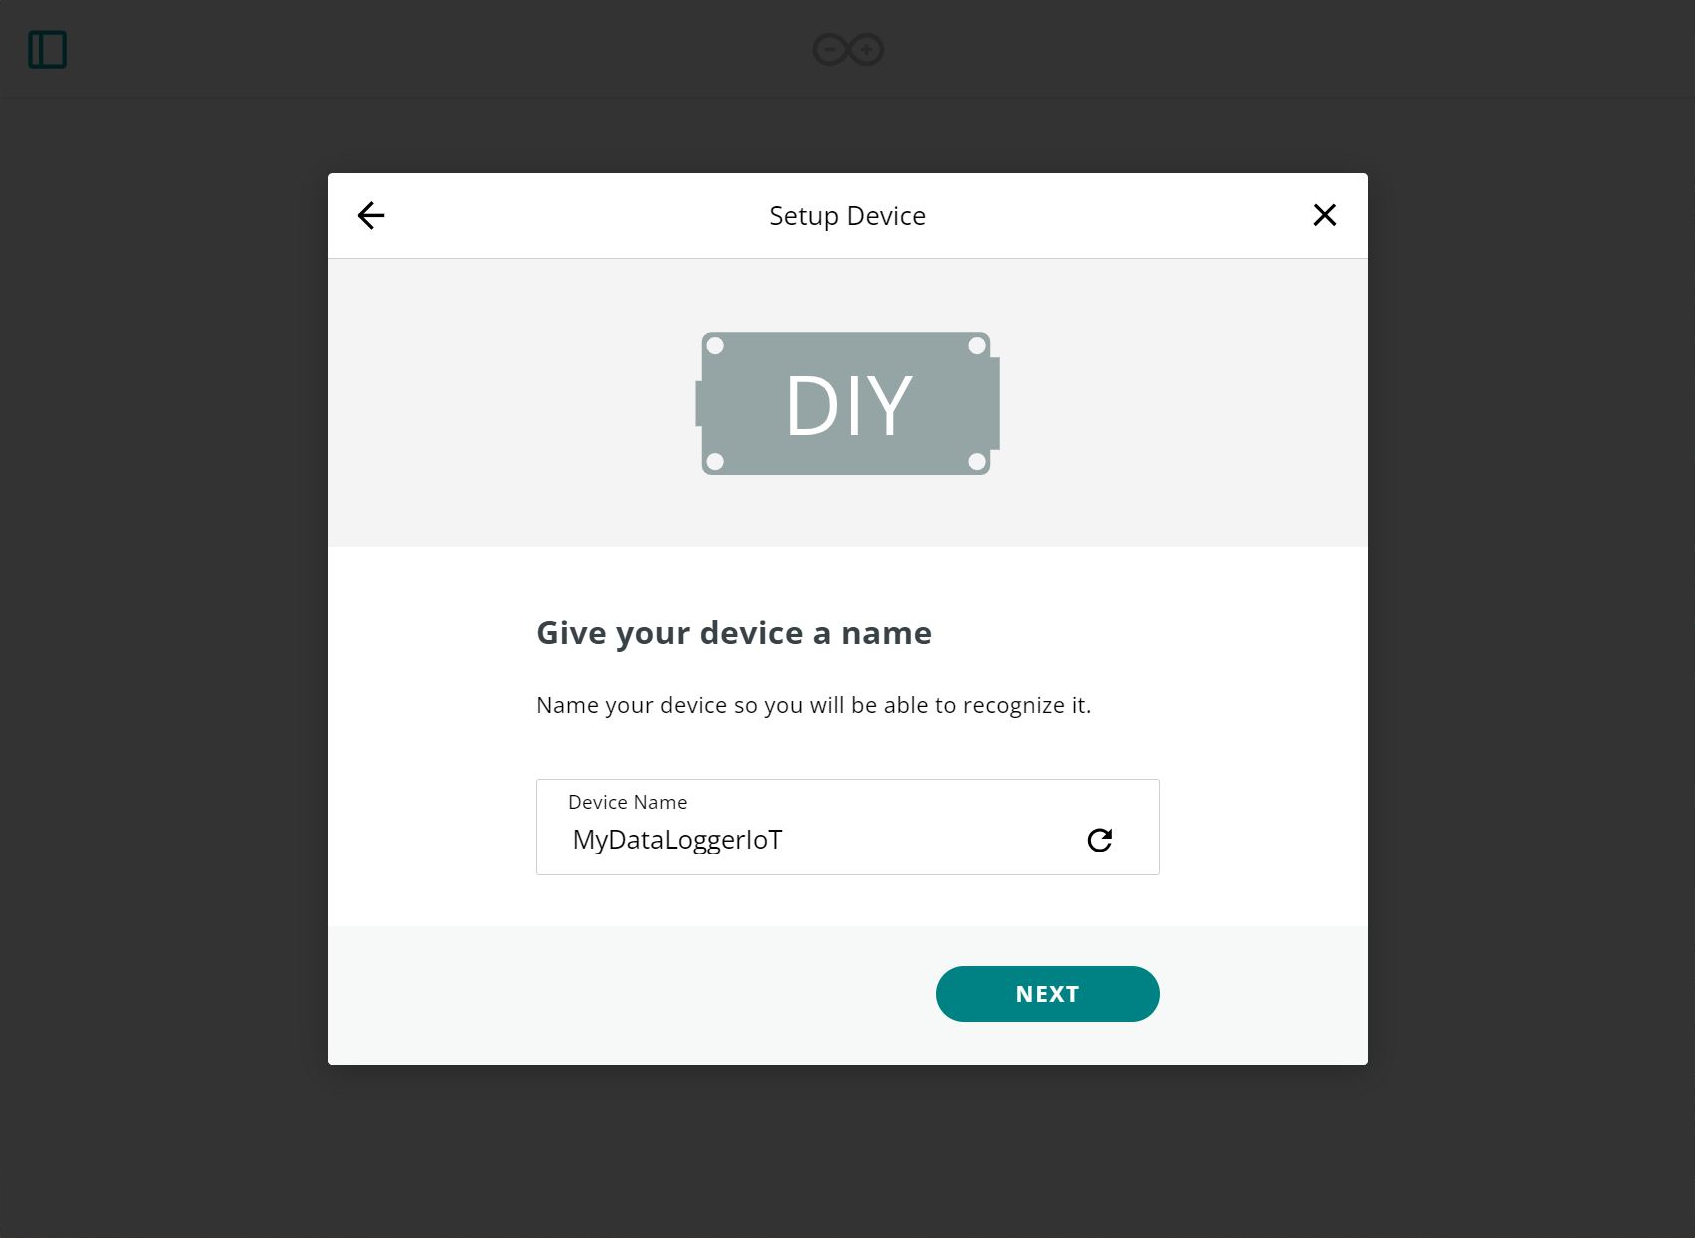 Setup Device
DIY
Give your device a name
Name your device so you will be able to recognize it.
Device Name
MyDataLoggerIoT
NEXT